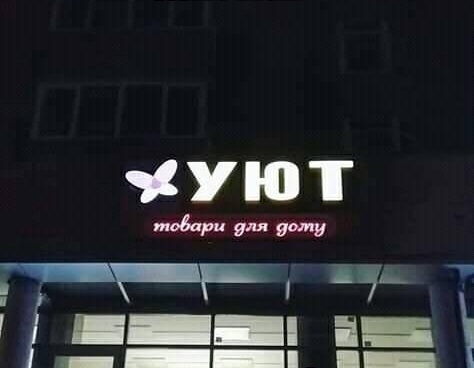 УЮТ
товари для дому